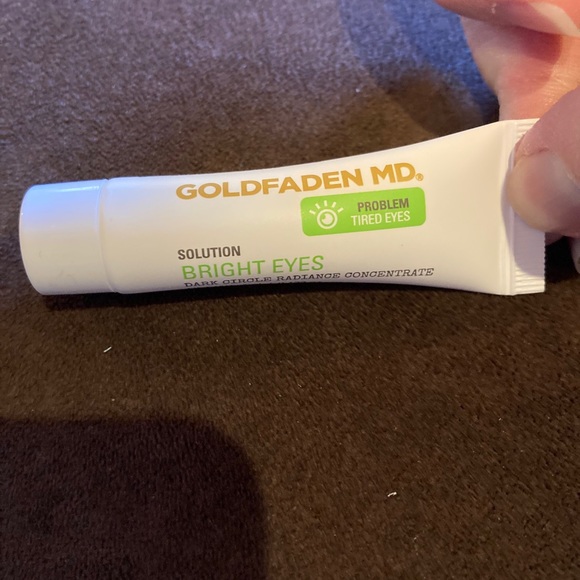 GOLDFADEN MD®
PROBLEM
TIRED EYES
SOLUTION
BRIGHT EYES
DARK CIRCLE RADIANCE CONCENTRATE